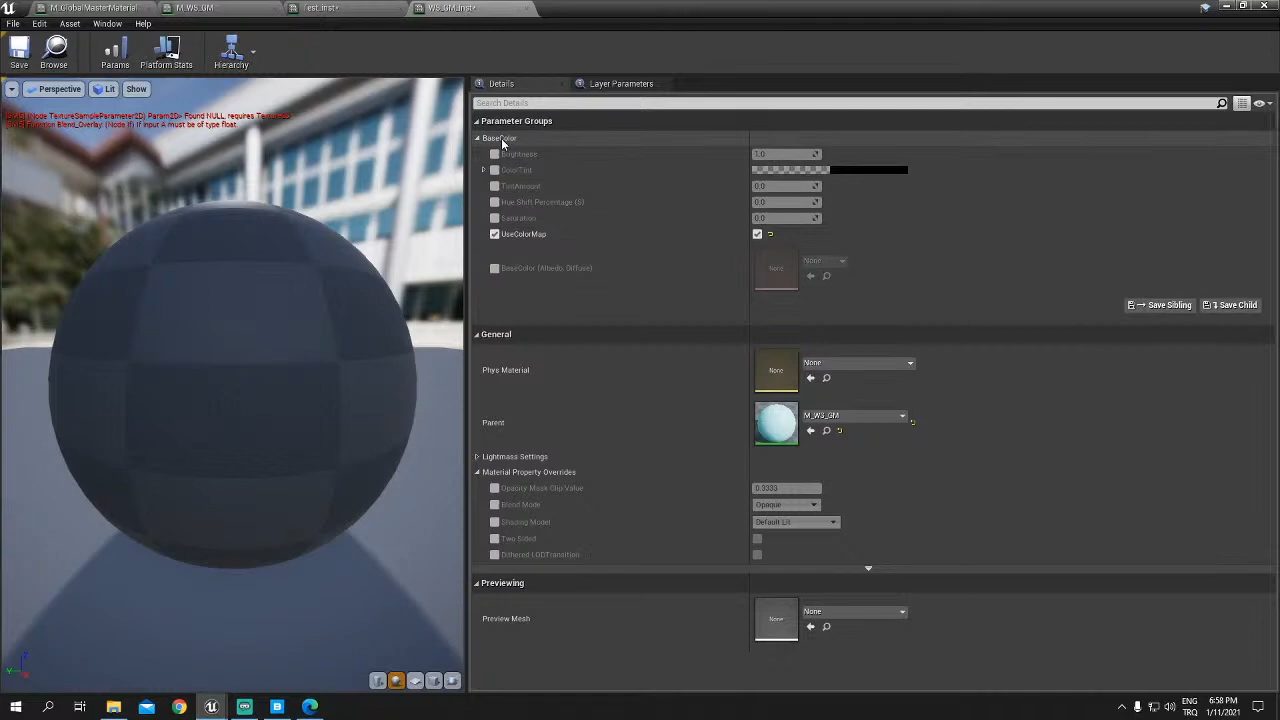 M_GlobalMasterMaterial
M_WS_GM
Test_Inst*
WS_GM_Inst*
File Edit Asset Window Help
Save Browse Params Platform Stats Hierarchy
Perspective Lit Show
Details
Layer Parameters
Search Details
Parameter Groups
BaseColor
Brightness 1.0
ColorTint
TintAmount 0.0
Hue Shift Percentage (S) 0.0
Saturation 0.0
UseColorMap
BaseColor (Albedo, Diffuse) None None
Save Sibling Save Child
General
Phys Material None None
Parent M_WS_GM
Lightmass Settings
Material Property Overrides
Opacity Mask Clip Value 0.3333
Blend Mode Opaque
Shading Model Default Lit
Two Sided
Dithered LODTransition
Previewing
Preview Mesh None None
ENG
TRQ
6:58 PM
1/11/2021